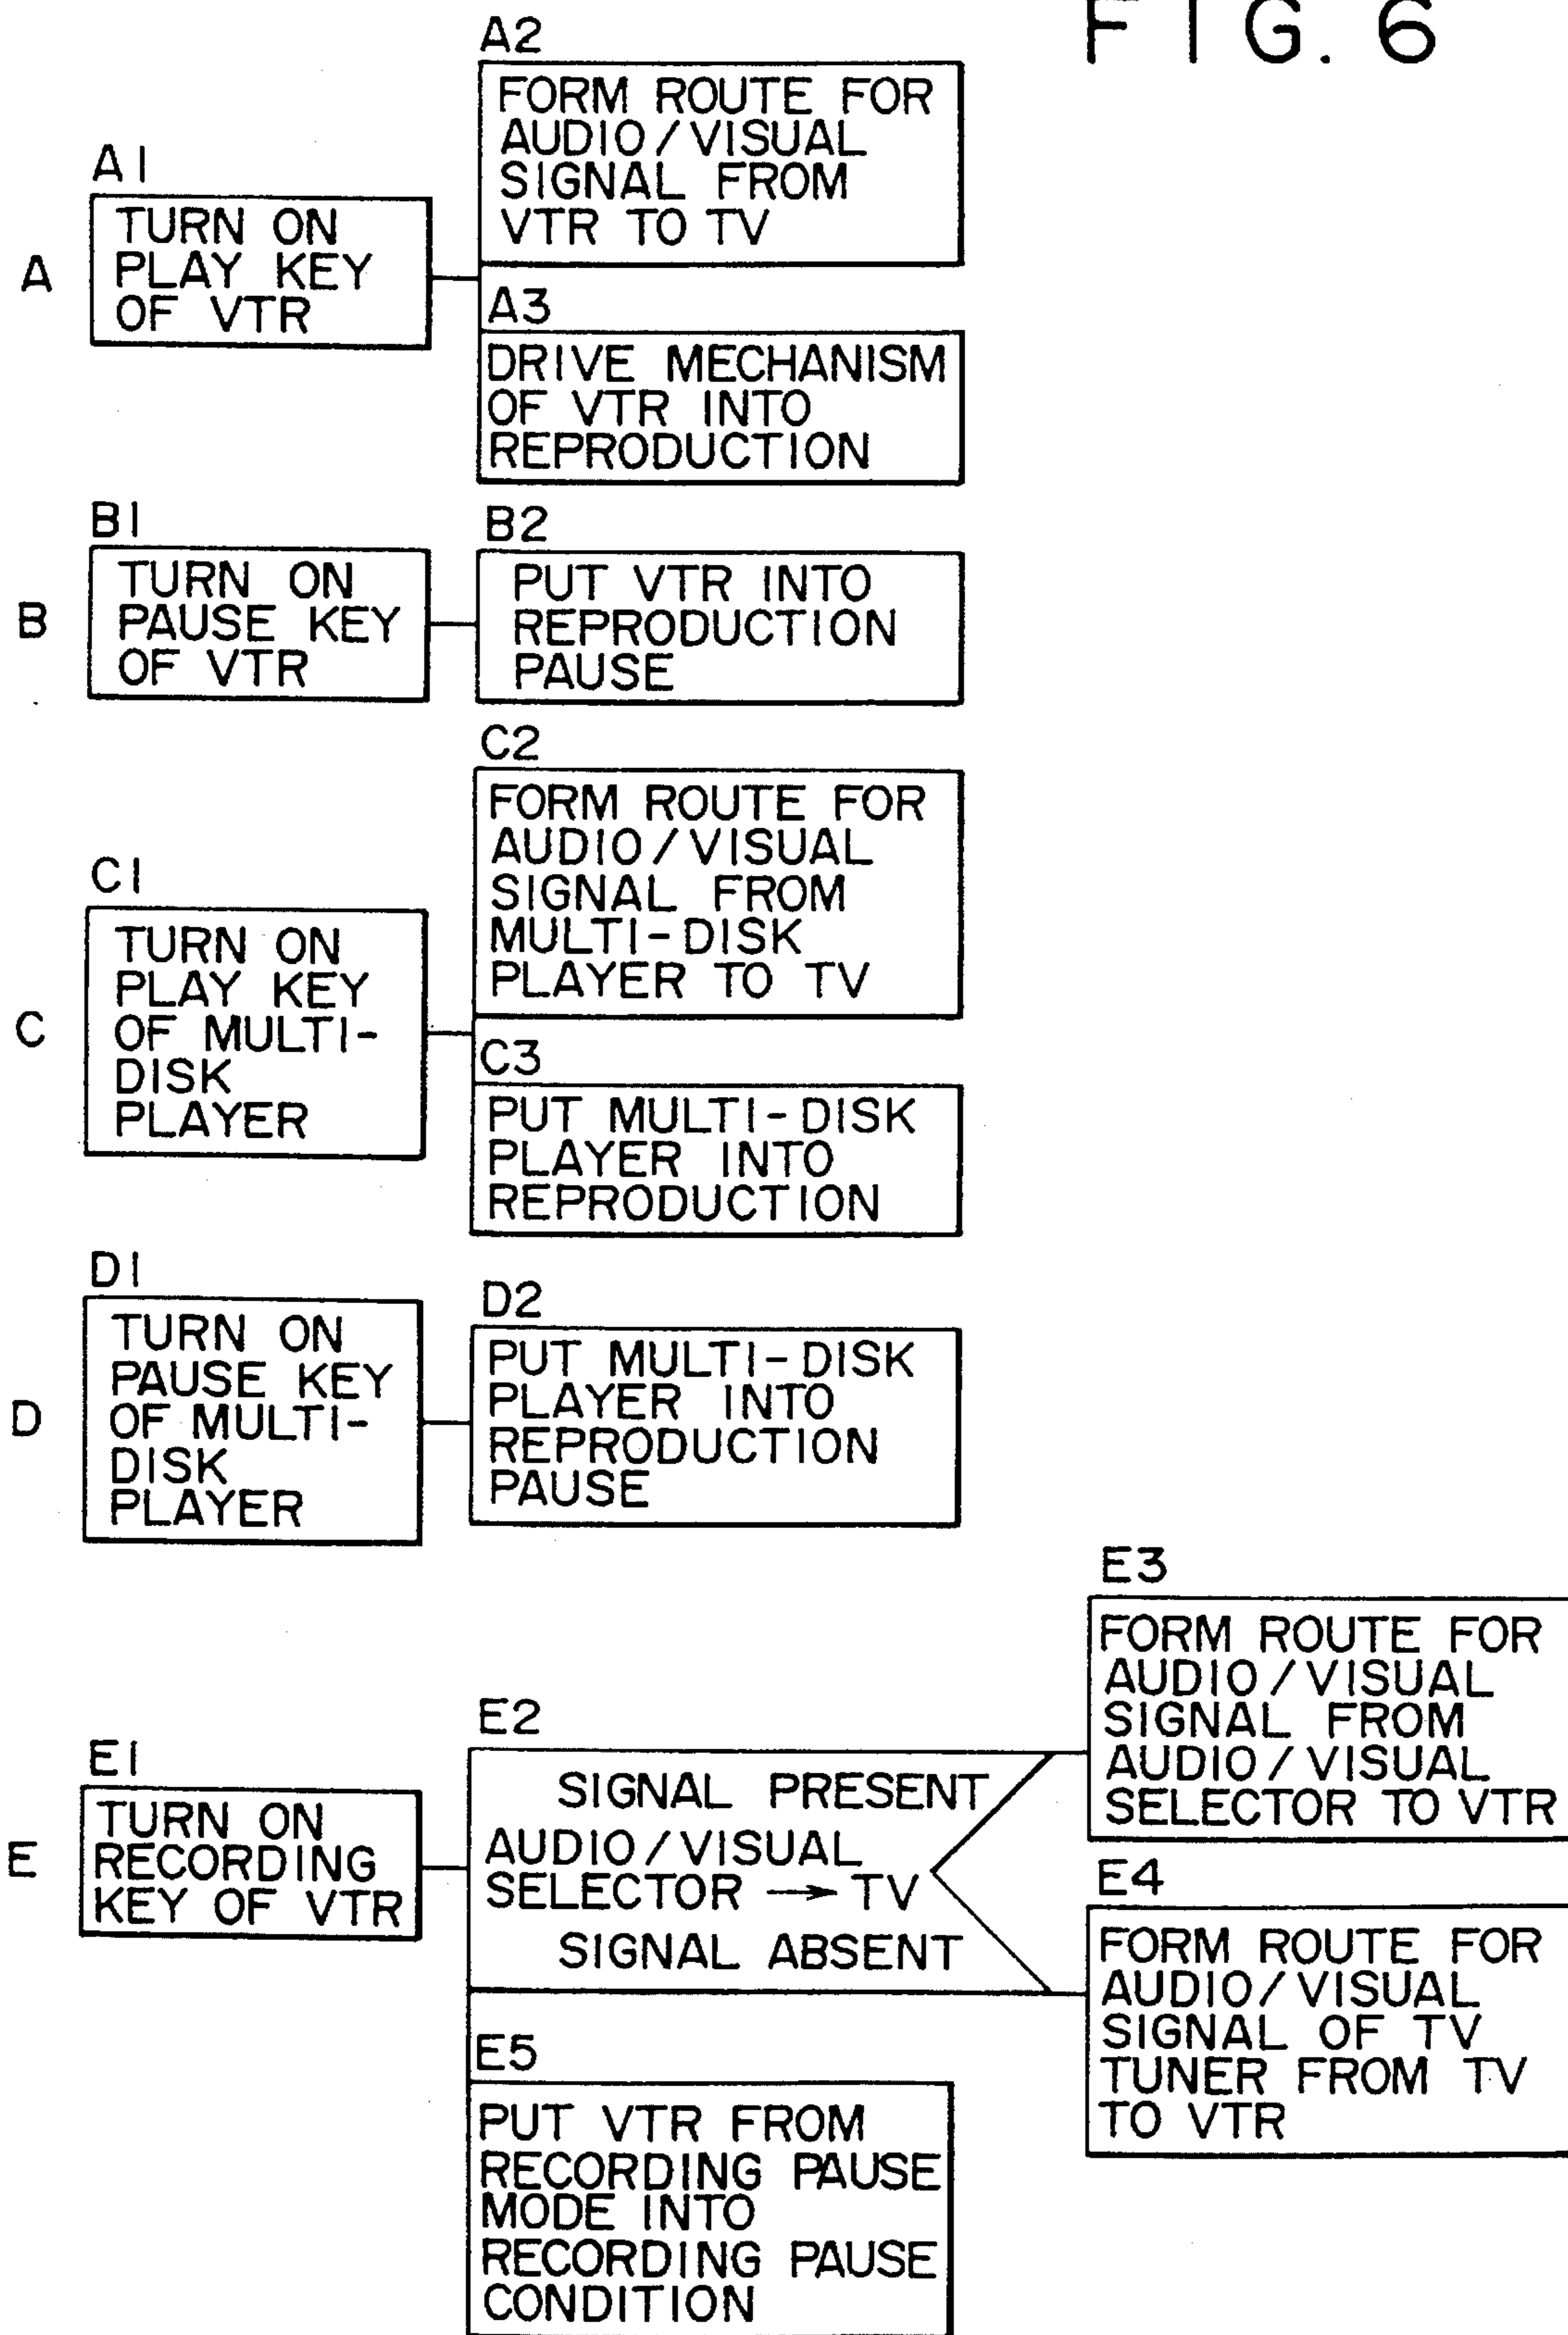 FIG. 6
A2
FORM ROUTE FOR
AUDIO/VISUAL
SIGNAL FROM
VTR TO TV
A1
TURN ON
PLAY KEY
OF VTR
A
A3
DRIVE MECHANISM
OF VTR INTO
REPRODUCTION
B1
TURN ON
PAUSE KEY
OF VTR
B
B2
PUT VTR INTO
REPRODUCTION
PAUSE
C2
FORM ROUTE FOR
AUDIO/VISUAL
SIGNAL FROM
MULTI-DISK
PLAYER TO TV
C1
TURN ON
PLAY KEY
OF MULTI-
DISK
PLAYER
C
C3
PUT MULTI-DISK
PLAYER INTO
REPRODUCTION
D1
TURN ON
PAUSE KEY
OF MULTI-
DISK
PLAYER
D
D2
PUT MULTI-DISK
PLAYER INTO
REPRODUCTION
PAUSE
E3
FORM ROUTE FOR
AUDIO/VISUAL
SIGNAL FROM
AUDIO/VISUAL
SELECTOR TO VTR
E2
SIGNAL PRESENT
AUDIO/VISUAL
SELECTOR → TV
SIGNAL ABSENT
E1
TURN ON
RECORDING
KEY OF VTR
E
E4
FORM ROUTE FOR
AUDIO/VISUAL
SIGNAL OF TV
TUNER FROM TV
TO VTR
E5
PUT VTR FROM
RECORDING PAUSE
MODE INTO
RECORDING PAUSE
CONDITION